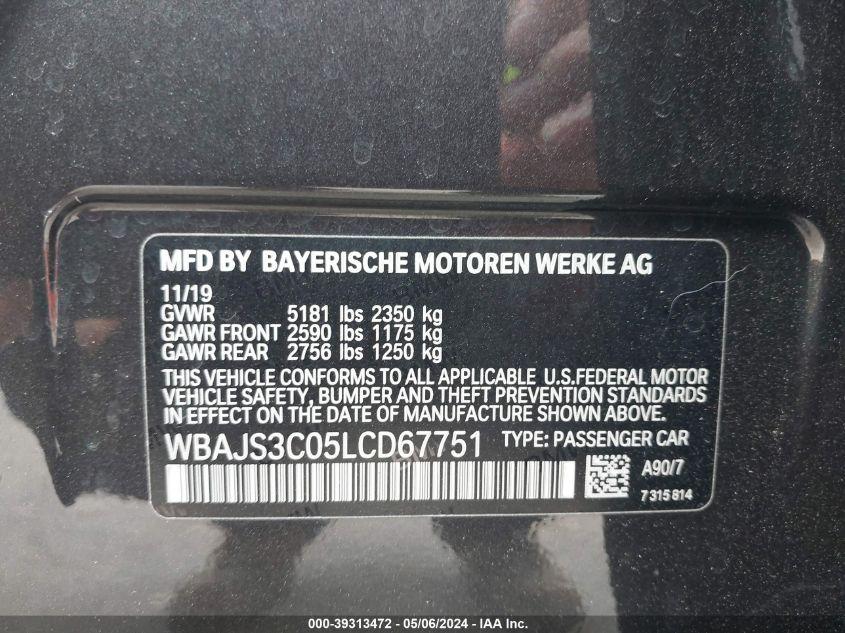 MFD BY BAYERISCHE MOTOREN WERKE AG
11/19
GVWR 5181 lbs 2350 kg
GAWR FRONT 2590 lbs 1175 kg
GAWR REAR 2756 lbs 1250 kg
THIS VEHICLE CONFORMS TO ALL APPLICABLE U.S.FEDERAL MOTOR
VEHICLE SAFETY, BUMPER AND THEFT PREVENTION STANDARDS
IN EFFECT ON THE DATE OF MANUFACTURE SHOWN ABOVE.
WBAJS3C05LCD67751 TYPE: PASSENGER CAR
A90/7
7 315 814
000-39313472 - 05/06/2024 - IAA Inc.